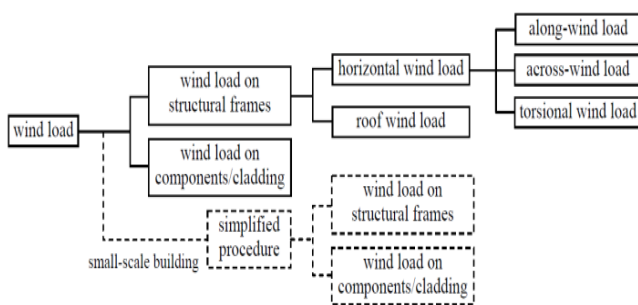 along-wind load
wind load on
structural frames
horizontal wind load
across-wind load
wind load
roof wind load
torsional wind load
wind load on
components/cladding
wind load on
structural frames
simplified
procedure
small-scale building
wind load on
components/cladding